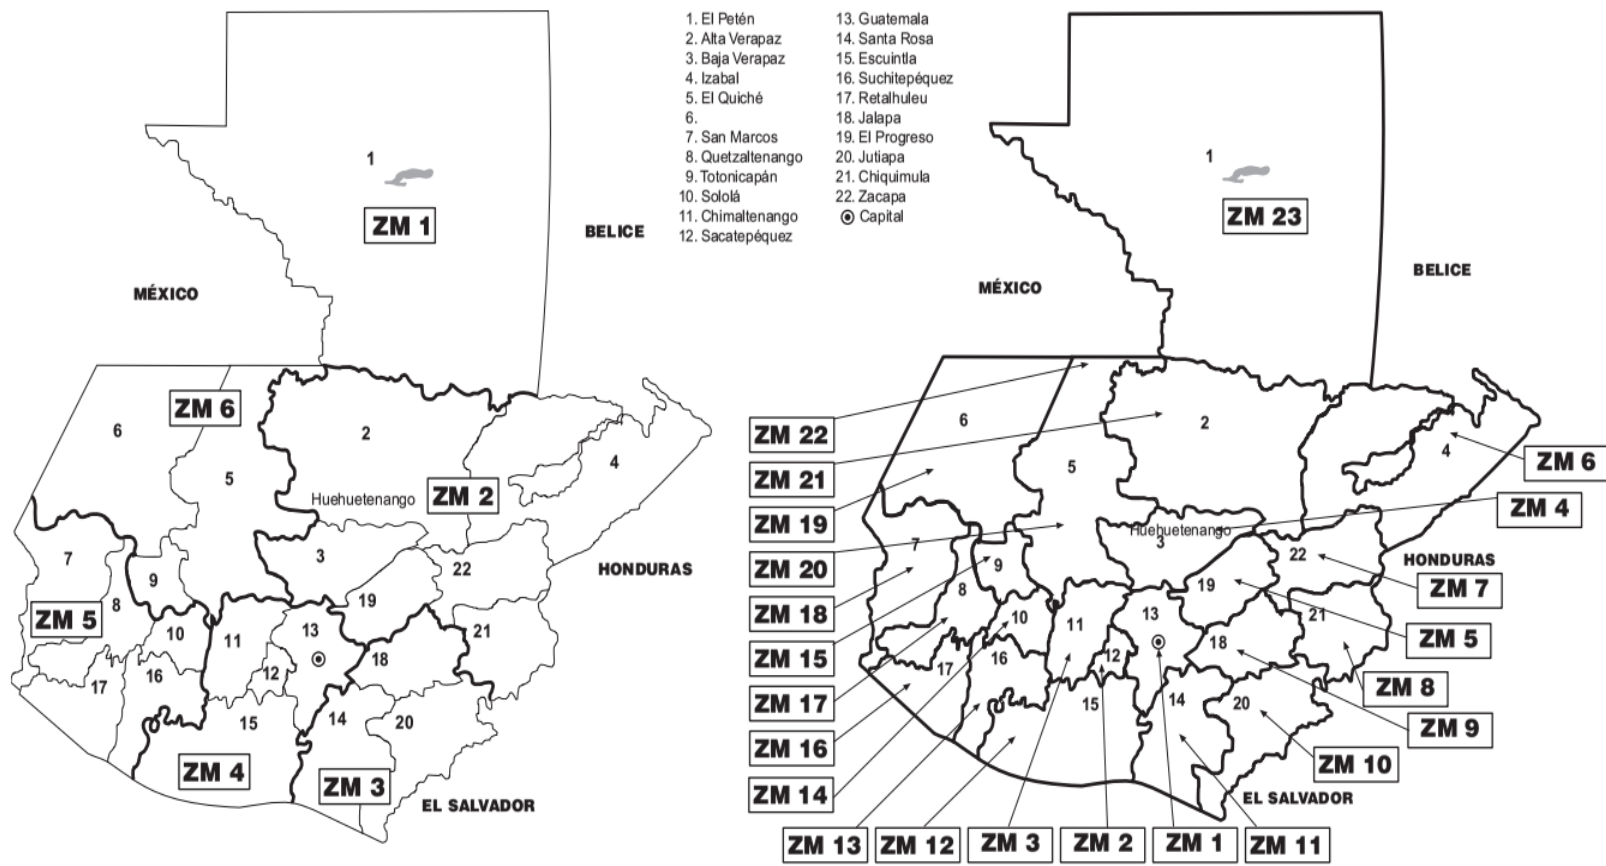 1. El Petén
2. Alta Verapaz
3. Baja Verapaz
4. Izabal
5. El Quiché
6.
7. San Marcos
8. Quetzaltenango
9. Totonicapán
10. Sololá
11. Chimaltenango
12. Sacatepéquez
13. Guatemala
14. Santa Rosa
15. Escuintla
16. Suchitepéquez
17. Retalhuleu
18. Jalapa
19. El Progreso
20. Jutiapa
21. Chiquimula
22. Zacapa
Capital
1
ZM 1
BELICE
MÉXICO
ZM 6
6
2
5
4
Huehuetenango
ZM 2
7
3
9
22
HONDURAS
8
19
ZM 5
10
11
13
21
18
12
16
17
15
14
20
ZM 4
ZM 3
EL SALVADOR
1
ZM 23
BELICE
MÉXICO
6
2
ZM 22
5
4
ZM 6
ZM 21
ZM 19
Huehuetenango
ZM 4
3
7
22
HONDURAS
ZM 20
9
19
ZM 7
8
ZM 18
10
11
13
21
18
ZM 5
12
ZM 15
16
17
ZM 8
ZM 17
15
14
20
ZM 9
ZM 16
ZM 10
ZM 14
EL SALVADOR
ZM 13
ZM 12
ZM 3
ZM 2
ZM 1
ZM 11